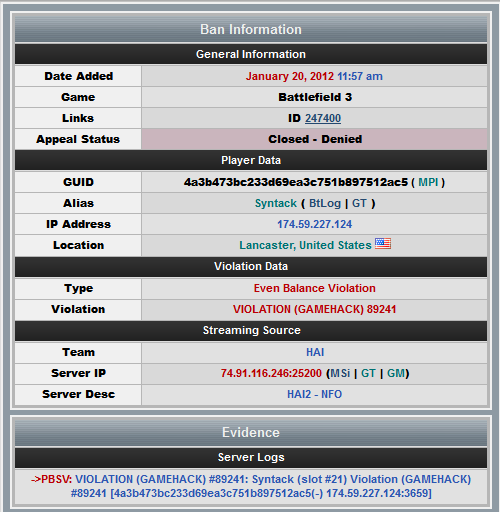 Ban Information
General Information
Date Added January 20, 2012 11:57 am
Game Battlefield 3
Links ID 247400
Appeal Status Closed - Denied
Player Data
GUID 4a3b473bc233d69ea3c751b897512ac5 ( MPI )
Alias Syntack ( BtLog | GT )
IP Address 174.59.227.124
Location Lancaster, United States
Violation Data
Type Even Balance Violation
Violation VIOLATION (GAMEHACK) 89241
Streaming Source
Team HAI
Server IP 74.91.116.246:25200 (MSi | GT | GM)
Server Desc HAI2 - NFO
Evidence
Server Logs
->PBSV: VIOLATION (GAMEHACK) #89241: Syntack (slot #21) Violation (GAMEHACK)
#89241 [4a3b473bc233d69ea3c751b897512ac5(-) 174.59.227.124:3659]